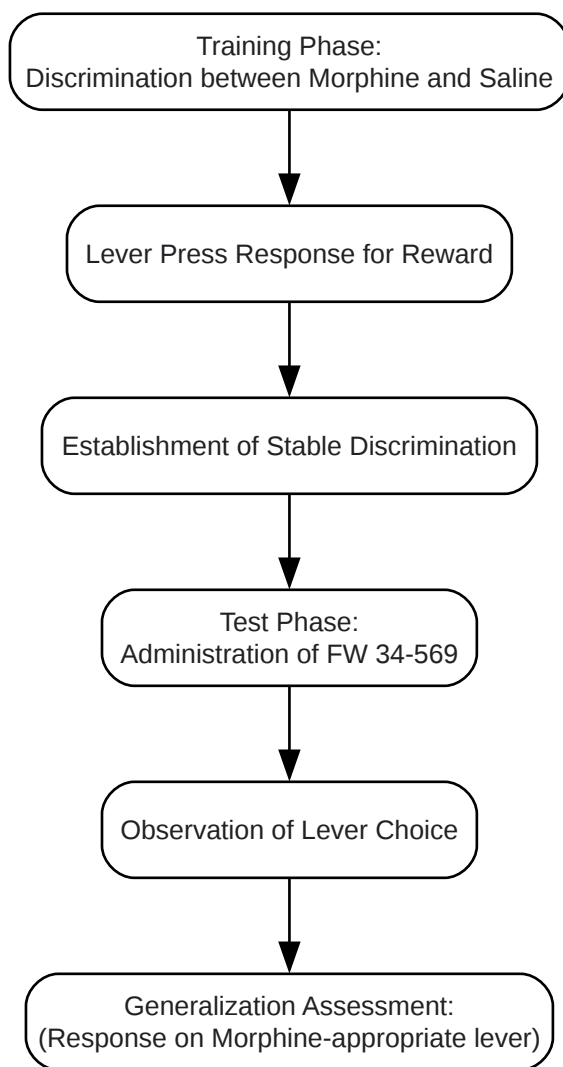 Training Phase:
Discrimination between Morphine and Saline
Lever Press Response for Reward
Establishment of Stable Discrimination
Test Phase:
Administration of FW 34-569
Observation of Lever Choice
Generalization Assessment:
(Response on Morphine-appropriate lever)